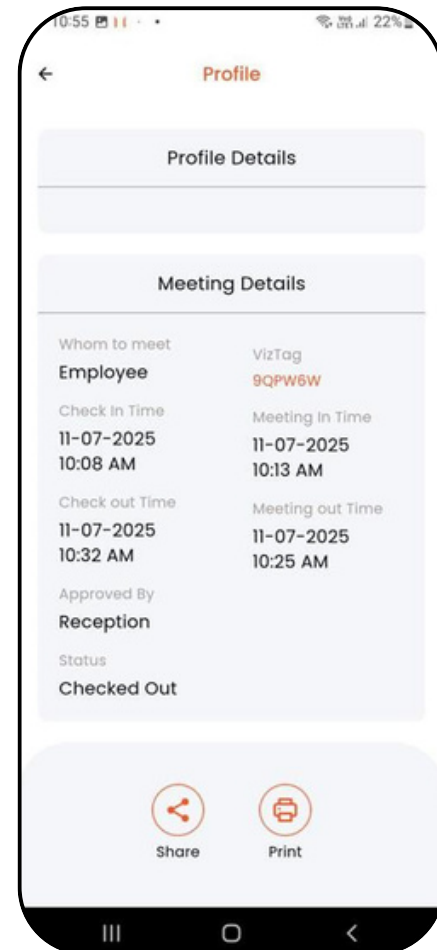 10:55 22%
Profile
Profile Details
Meeting Details
Whom to meet
Employee
VizTag
9QPW6W
Check In Time
11-07-2025
10:08 AM
Meeting In Time
11-07-2025
10:13 AM
Check out Time
11-07-2025
10:32 AM
Meeting out Time
11-07-2025
10:25 AM
Approved By
Reception
Status
Checked Out
Share
Print